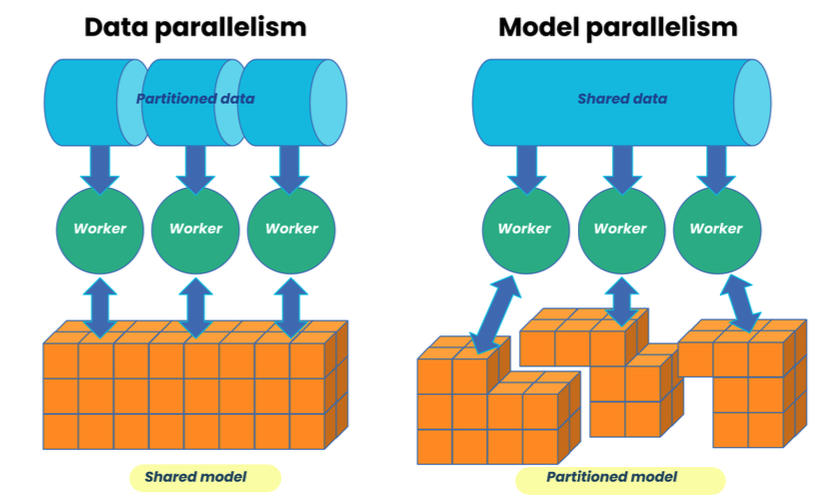 Data parallelism
Partitioned data
Worker
Worker
Worker
Shared model
Model parallelism
Shared data
Worker
Worker
Worker
Partitioned model